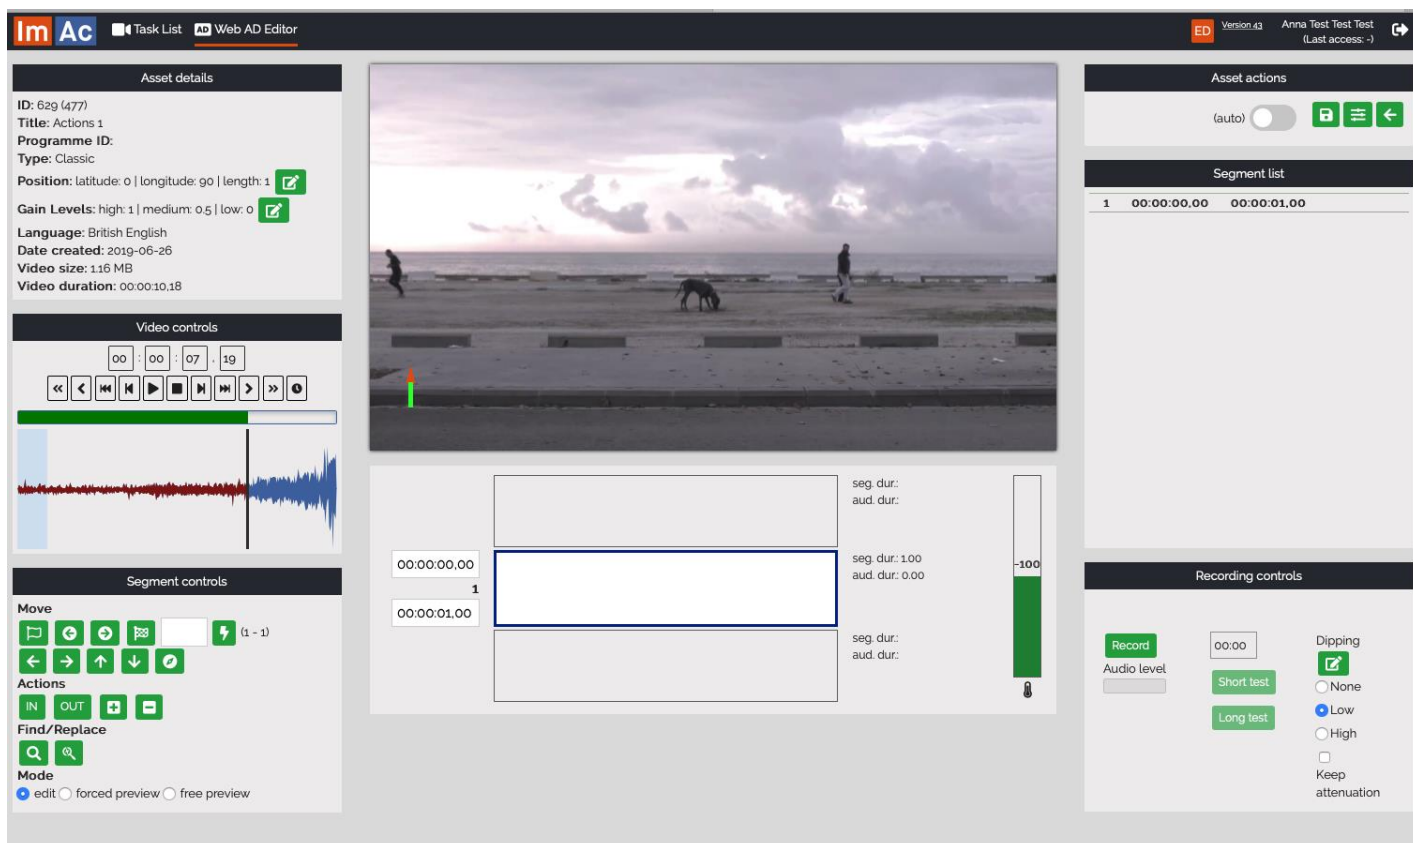 Im Ac Task List AD Web AD Editor ED Version 43 Anna Test Test Test
(Last access: -)
Asset details
ID: 629 (477)
Title: Actions 1
Programme ID:
Type: Classic
Position: latitude: 0 | longitude: 90 | length: 1
Gain Levels: high: 1 | medium: 0.5 | low: 0
Language: British English
Date created: 2019-06-26
Video size: 1.16 MB
Video duration: 00:00:10,18
Video controls
00 : 00 : 07 , 19
Segment controls
Move
(1 - 1)
Actions
IN OUT
Find/Replace
Mode
edit forced preview free preview
seg. dur.:
aud. dur.:
00:00:00,00
1
00:00:01,00
seg. dur.: 1.00
aud. dur.: 0.00
seg. dur.:
aud. dur.:
-100
Asset actions
(auto)
Segment list
1 00:00:00,00 00:00:01,00
Recording controls
Record
Audio level
00:00
Short test
Long test
Dipping
None
Low
High
Keep
attenuation